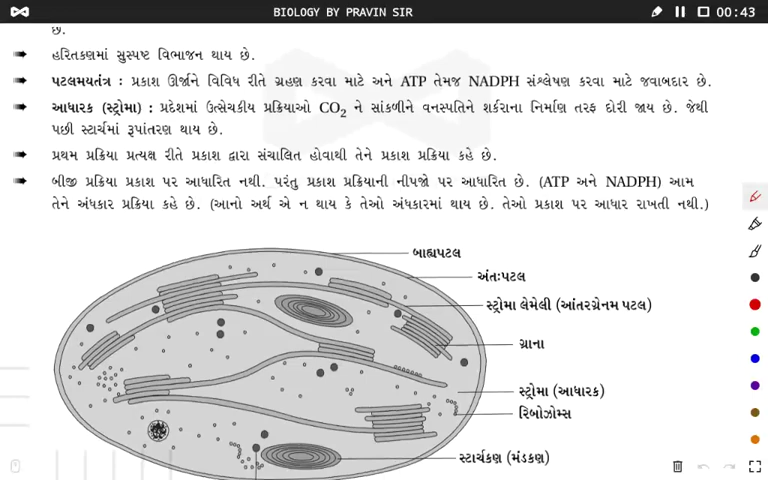 BIOLOGY BY PRAVIN SIR
00:43
છે.
હરિતકણમાં સુસ્પષ્ટ વિભાજન થાય છે.
પટલમયતંત્ર : પ્રકાશ ઊર્જાને વિવિધ રીતે ગ્રહણ કરવા માટે અને ATP તેમજ NADPH સંશ્લેષણ કરવા માટે જવાબદાર છે.
આધારક (સ્ટ્રોમા) : પ્રદેશમાં ઉત્સેચકીય પ્રક્રિયાઓ CO2 ને સાંકળીને વનસ્પતિને શર્કરાના નિર્માણ તરફ દોરી જાય છે. જેથી
પછી સ્ટાર્ચમાં રૂપાંતરણ થાય છે.
પ્રથમ પ્રક્રિયા પ્રત્યક્ષ રીતે પ્રકાશ દ્વારા સંચાલિત હોવાથી તેને પ્રકાશ પ્રક્રિયા કહે છે.
બીજી પ્રક્રિયા પ્રકાશ પર આધારિત નથી. પરંતુ પ્રકાશ પ્રક્રિયાની નીપજો પર આધારિત છે. (ATP અને NADPH) આમ
તેને અંધકાર પ્રક્રિયા કહે છે. (આનો અર્થ એ ન થાય કે તેઓ અંધકારમાં થાય છે. તેઓ પ્રકાશ પર આધાર રાખતી નથી.)
બાહ્યપટલ
અંતઃપટલ
સ્ટ્રોમા લેમેલી (આંતરગ્રેનમ પટલ)
ગ્રાના
સ્ટ્રોમા (આધારક)
રિબોઝોમ્સ
સ્ટાર્ચકણ (મંડકણ)